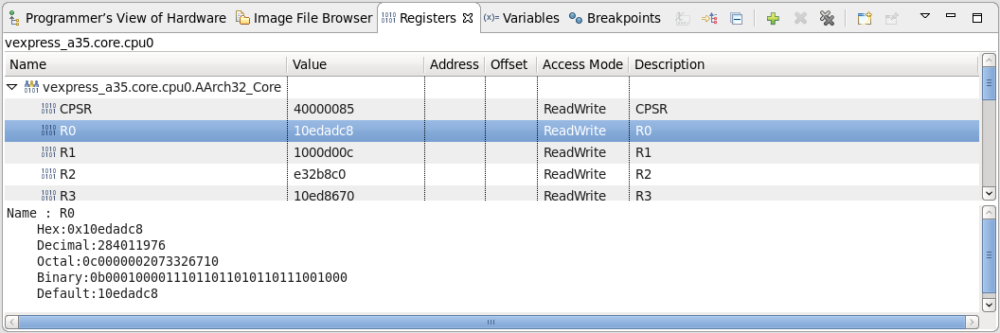 Programmer's View of Hardware Image File Browser Registers (x)= Variables Breakpoints
vexpress_a35.core.cpu0
Name Value Address Offset Access Mode Description
vexpress_a35.core.cpu0.AArch32_Core
CPSR 40000085 ReadWrite CPSR
R0 10edadc8 ReadWrite R0
R1 1000d00c ReadWrite R1
R2 e32b8c0 ReadWrite R2
R3 10ed8670 ReadWrite R3
Name : R0
Hex:0x10edadc8
Decimal:284011976
Octal:0c0000002073326710
Binary:0b00010000111011011010110111001000
Default:10edadc8